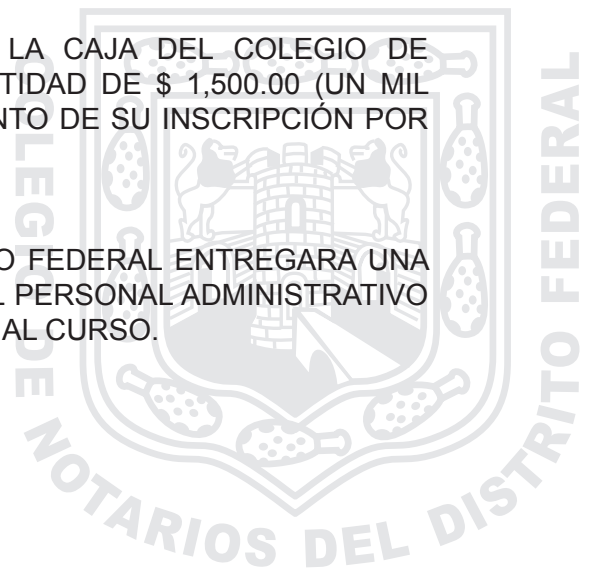 LA CAJA DEL COLEGIO DE
TIDAD DE $ 1,500.00 (UN MIL
NTO DE SU INSCRIPCIÓN POR
O FEDERAL ENTREGARA UNA
L PERSONAL ADMINISTRATIVO
AL CURSO.
COLEGIO DE NOTARIOS DEL DISTRITO FEDERAL